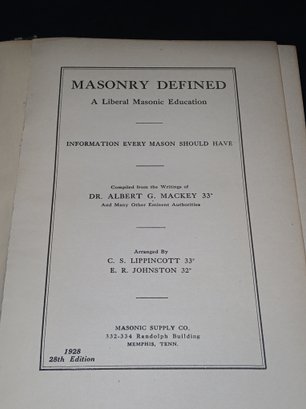 MASONRY DEFINED
A Liberal Masonic Education
INFORMATION EVERY MASON SHOULD HAVE
Compiled from the Writings of
DR. ALBERT G. MACKEY 33°
And Many Other Eminent Authorities
Arranged By
C. S. LIPPINCOTT 33°
E. R. JOHNSTON 32°
MASONIC SUPPLY CO.
332-334 Randolph Building
MEMPHIS, TENN.
1928
28th Edition